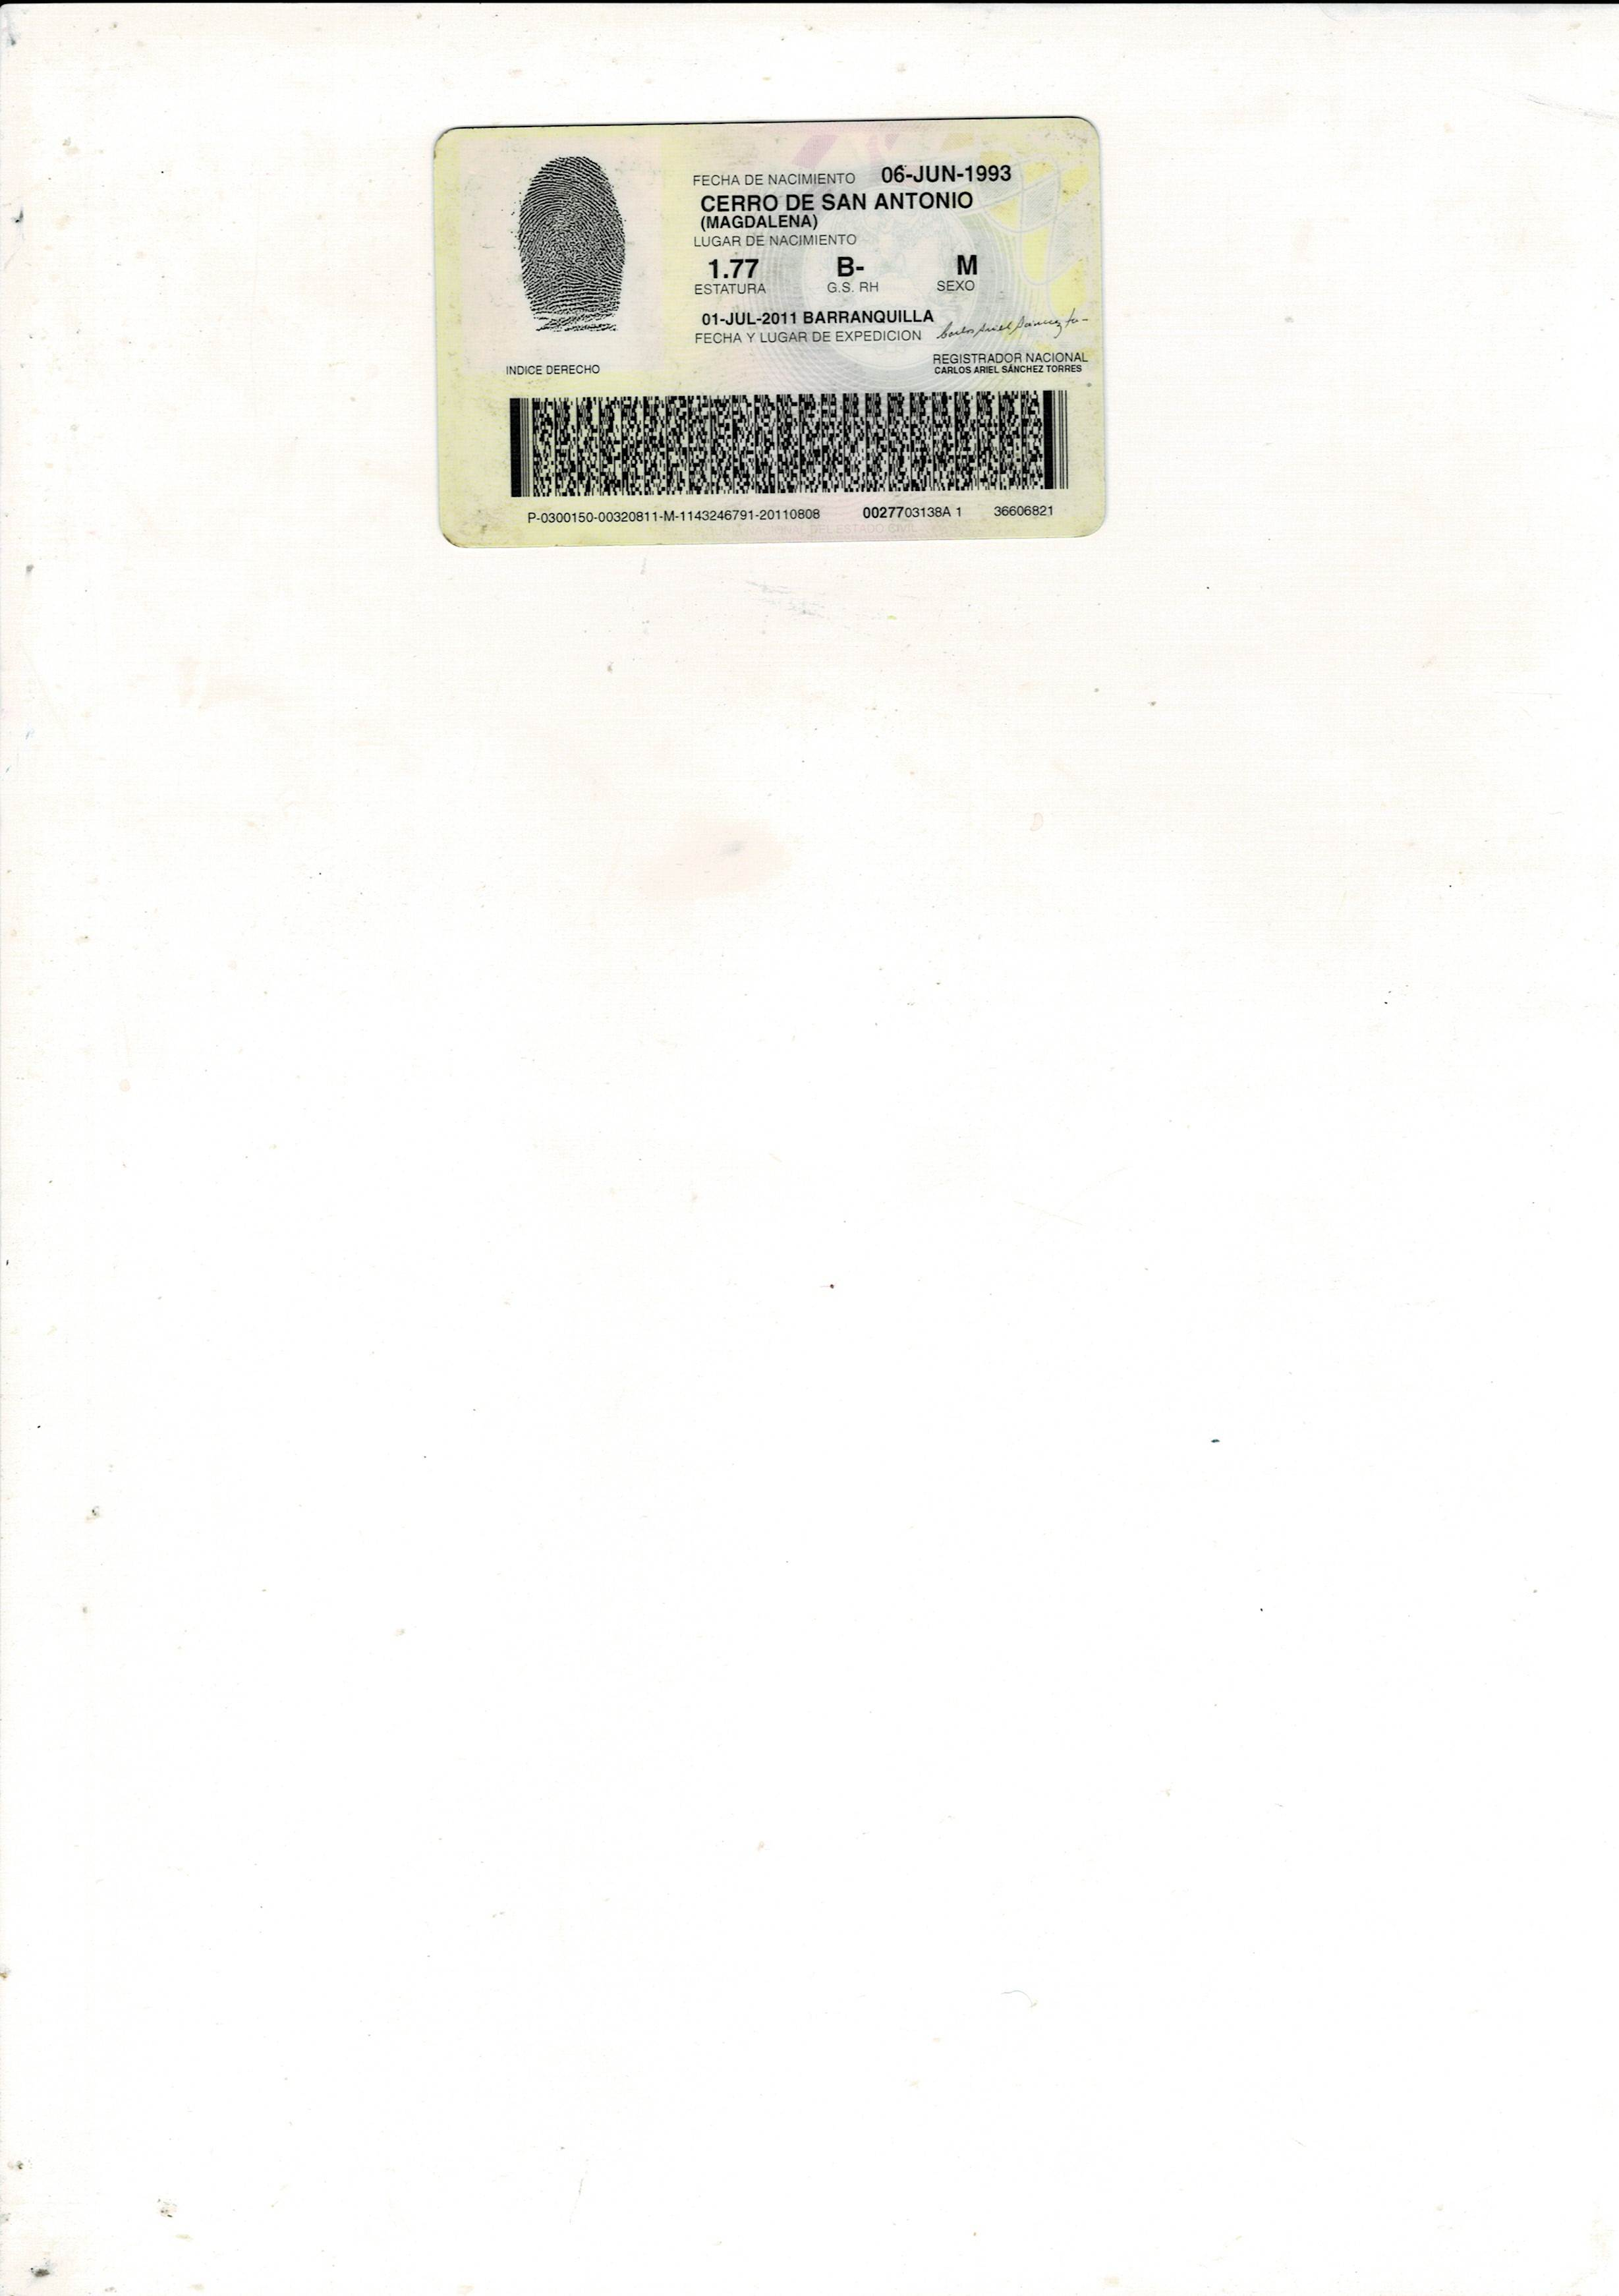 FECHA DE NACIMIENTO 06-JUN-1993
CERRO DE SAN ANTONIO
(MAGDALENA)
LUGAR DE NACIMIENTO
1.77 B- M
ESTATURA G.S. RH SEXO
01-JUL-2011 BARRANQUILLA
FECHA Y LUGAR DE EXPEDICION
REGISTRADOR NACIONAL
CARLOS ARIEL SÁNCHEZ TORRES
INDICE DERECHO
P-0300150-00320811-M-1143246791-20110808 0027703138A 1 36606821